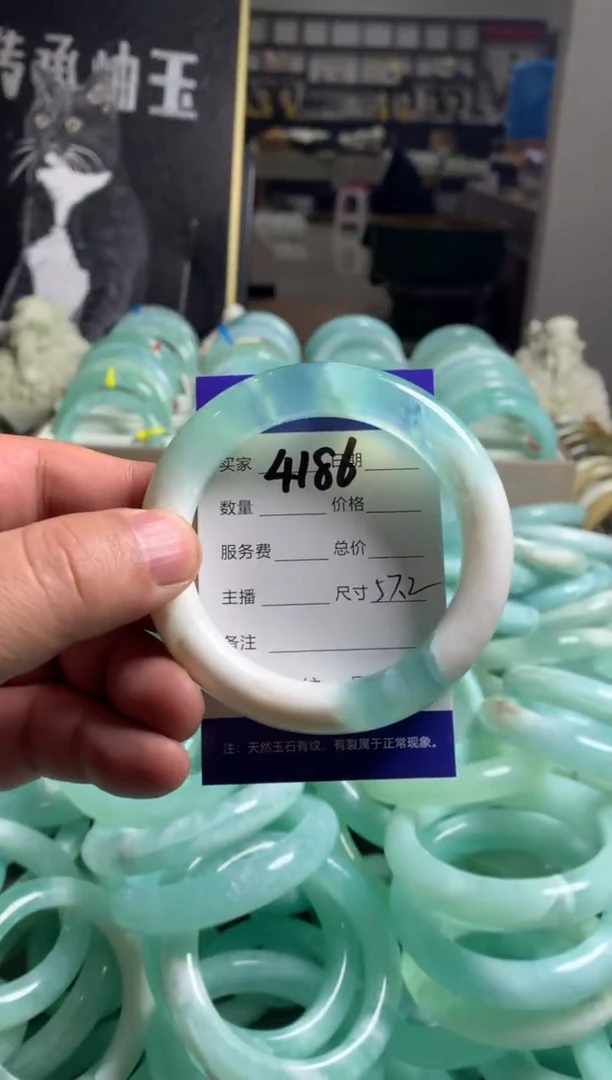 传承岫玉
买家 4186 日期
数量 价格
服务费 总价
主播 尺寸 57.2
备注
注：天然玉石有纹，有裂属于正常现象。